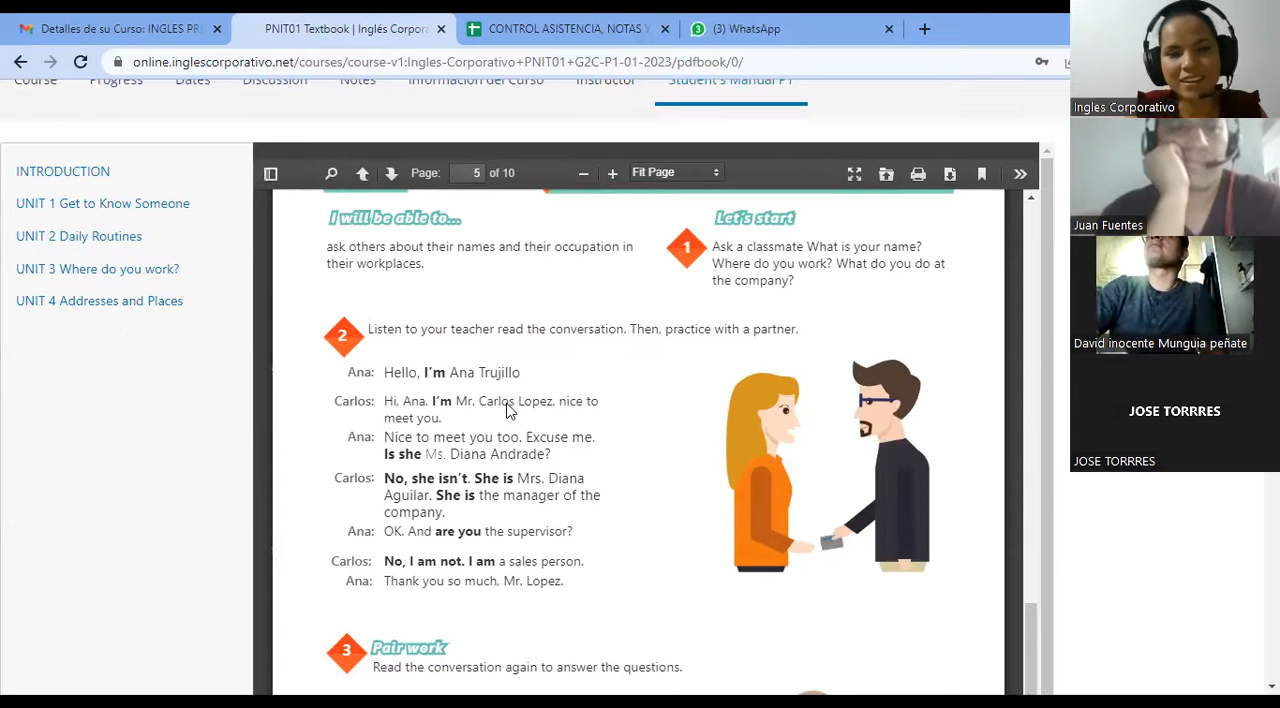 Detalles de su Curso: INGLES PRI
PNIT01 Textbook | Inglés Corpora
CONTROL ASISTENCIA, NOTAS Y
3
(3) WhatsApp
online.inglescorporativo.net/courses/course-v1:Ingles-Corporativo+PNIT01+G2C-P1-01-2023/pdfbook/0/
Course
Progress
Dates
Discussion
Notes
Información del Curso
Instructor
Student's Manual P1
INTRODUCTION
UNIT 1 Get to Know Someone
UNIT 2 Daily Routines
UNIT 3 Where do you work?
UNIT 4 Addresses and Places
Page: 5 of 10
Fit Page
I will be able to...
ask others about their names and their occupation in
their workplaces.
Let's start
1
Ask a classmate What is your name?
Where do you work? What do you do at
the company?
2
Listen to your teacher read the conversation. Then, practice with a partner.
Ana: Hello, I'm Ana Trujillo
Carlos: Hi, Ana. I'm Mr. Carlos Lopez, nice to
meet you.
Ana: Nice to meet you too. Excuse me.
Is she Ms. Diana Andrade?
Carlos: No, she isn't. She is Mrs. Diana
Aguilar. She is the manager of the
company.
Ana: OK. And are you the supervisor?
Carlos: No, I am not. I am a sales person.
Ana: Thank you so much, Mr. Lopez.
3
Pair work
Read the conversation again to answer the questions.
Ingles Corporativo
Juan Fuentes
David inocente Munguia peñate
JOSE TORRRES
JOSE TORRRES